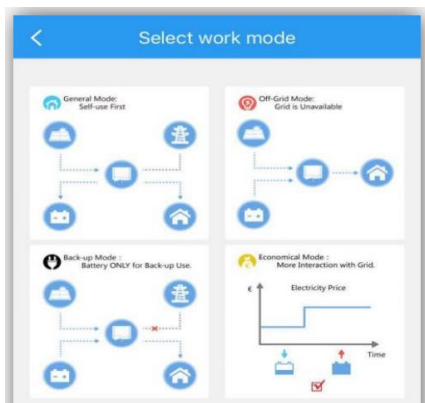 Select work mode
General Mode:
Self-use First
Off-Grid Mode:
Grid is Unavailable
Back-up Mode :
Battery ONLY for Back-up Use.
Economical Mode :
More Interaction with Grid.
€
Electricity Price
Time